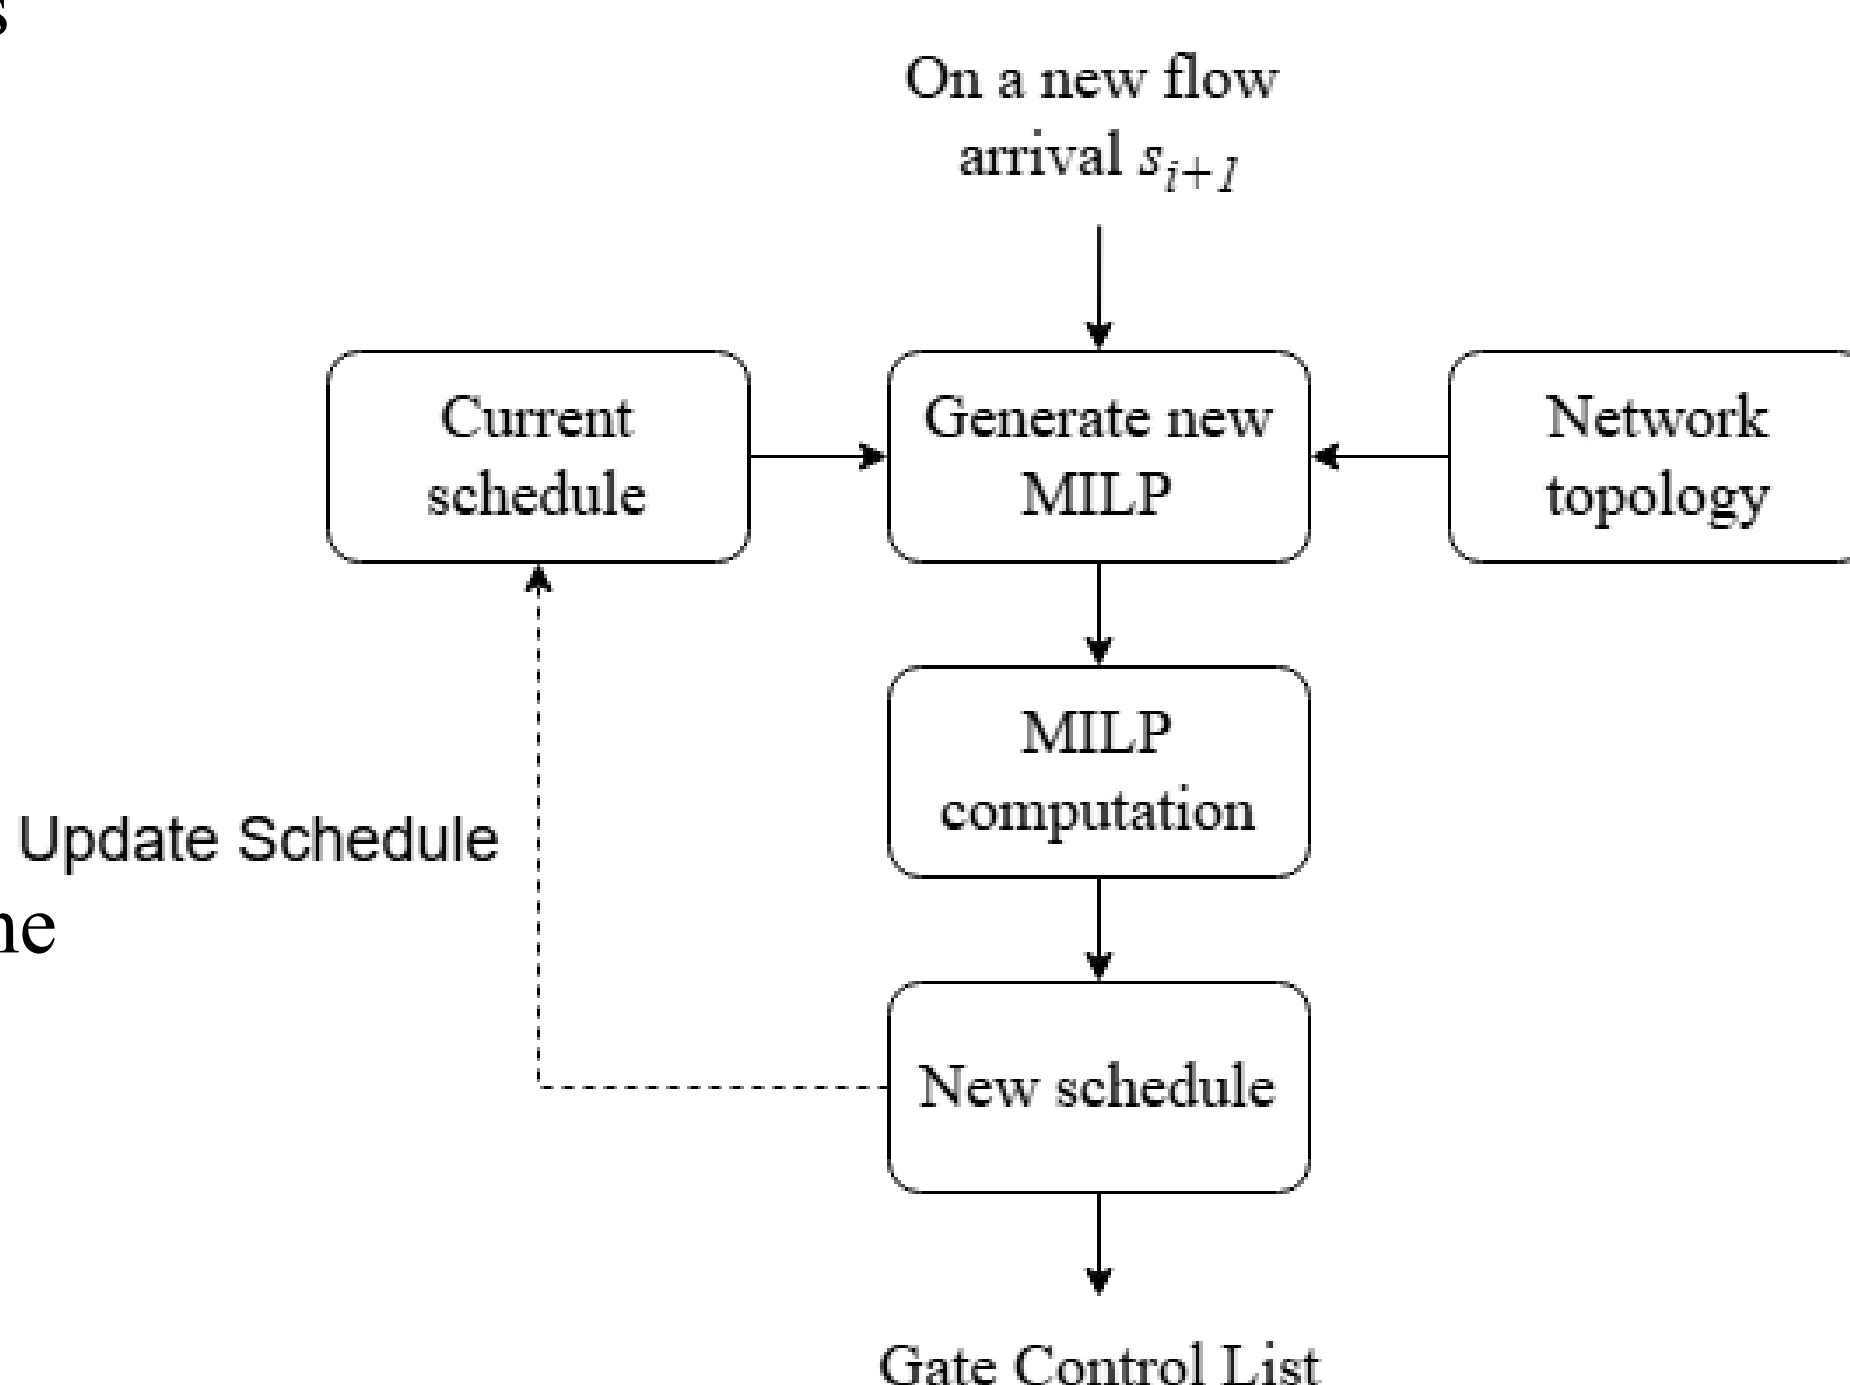 s
On a new flow
arrival s_{i+1}
Current
schedule
Generate new
MILP
Network
topology
MILP
computation
Update Schedule
ne
New schedule
Gate Control List